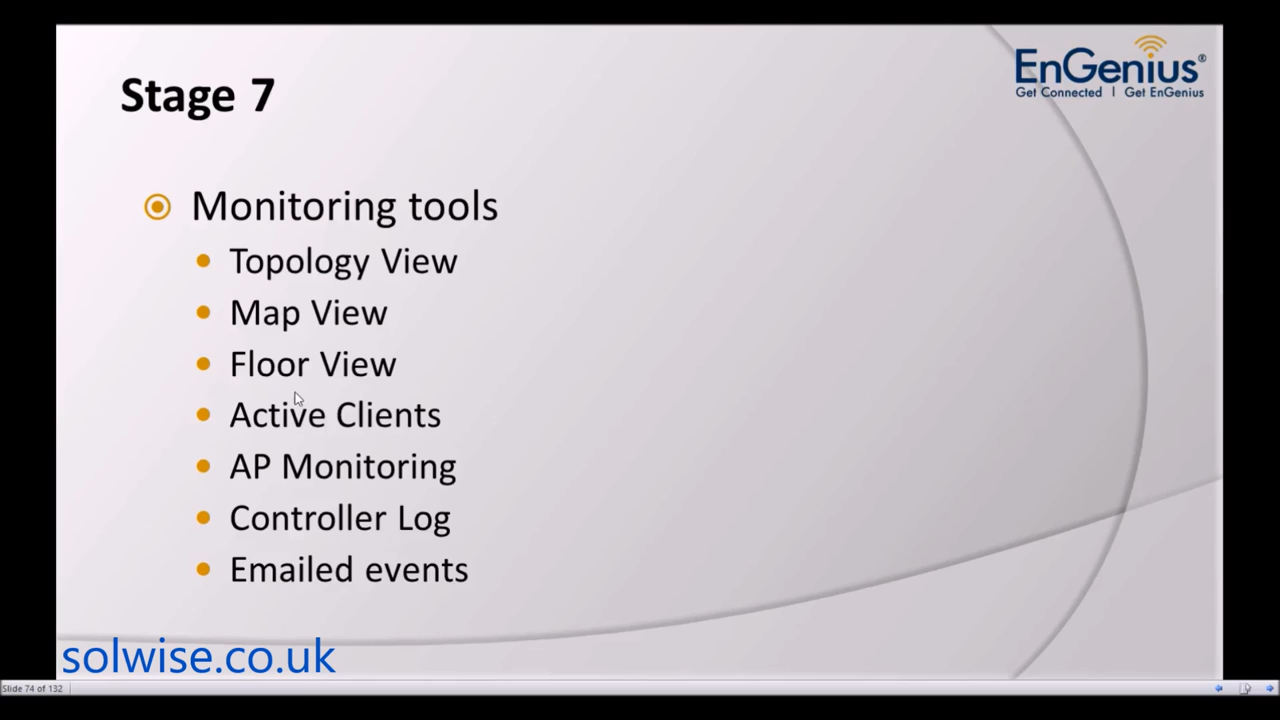 EnGenius®
Get Connected | Get EnGenius
Stage 7
Monitoring tools
Topology View
Map View
Floor View
Active Clients
AP Monitoring
Controller Log
Emailed events
solwise.co.uk
Slide 74 of 132